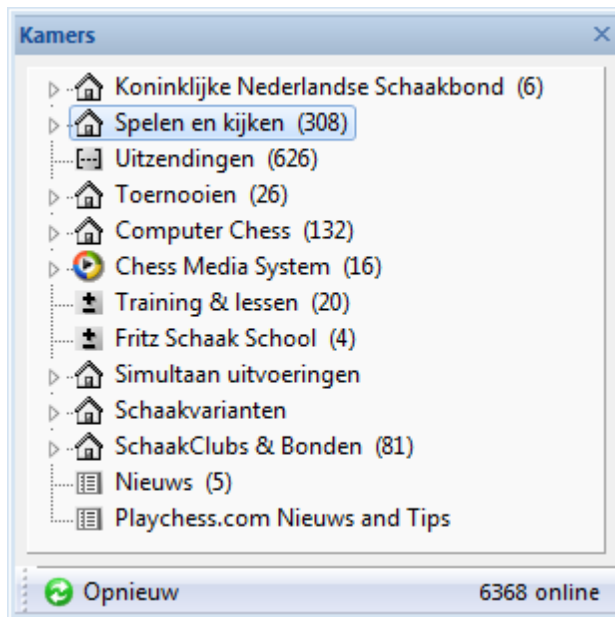 Kamers
Koninklijke Nederlandse Schaakbond (6)
Spelen en kijken (308)
Uitzendingen (626)
Toernooien (26)
Computer Chess (132)
Chess Media System (16)
Training & lessen (20)
Fritz Schaak School (4)
Simultaan uitvoeringen
Schaakvarianten
SchaakClubs & Bonden (81)
Nieuws (5)
Playchess.com Nieuws and Tips
Opnieuw 6368 online